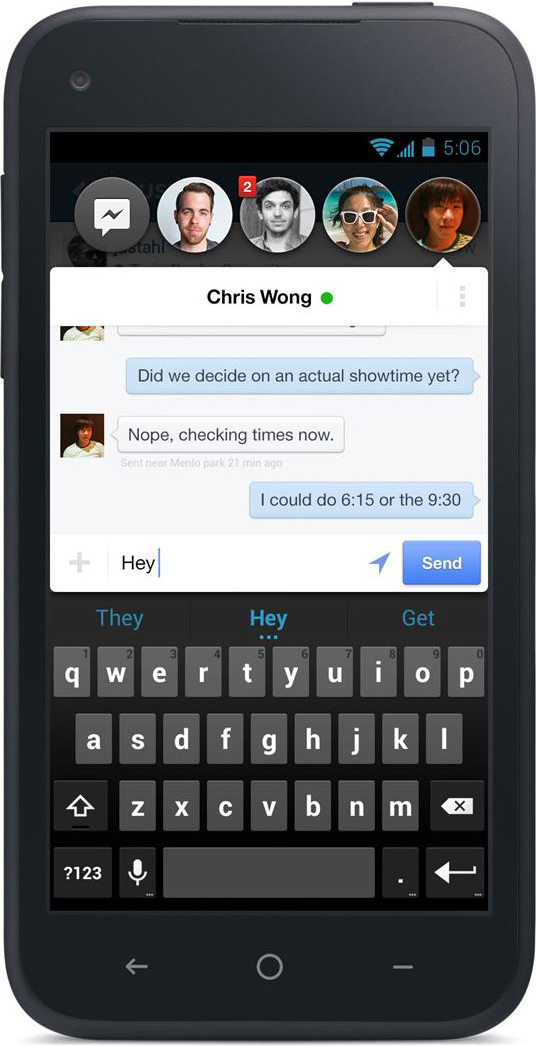 5:06
2
Chris Wong
Did we decide on an actual showtime yet?
Nope, checking times now.
Sent near Menlo park 21 min ago
I could do 6:15 or the 9:30
Hey
Send
They Hey Get
1 2 3 4 5 6 7 8 9 0
q w e r t y u i o p
a s d f g h j k l
z x c v b n m
?123 .